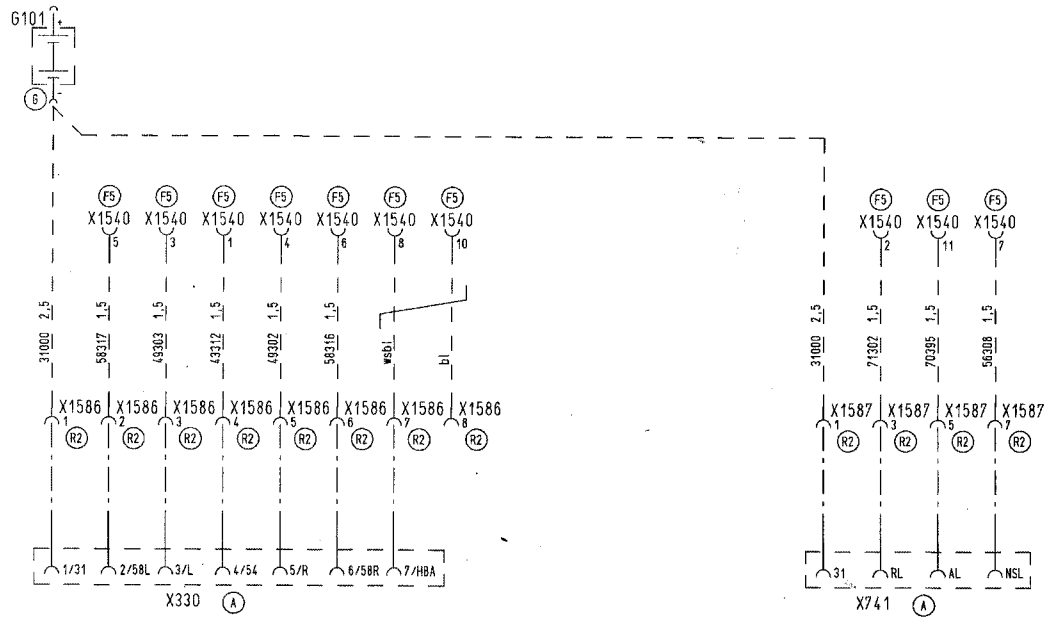 G101 +
-
G
F5 F5 F5 F5 F5 F5 F5 F5 F5 F5
X1540 X1540 X1540 X1540 X1540 X1540 X1540 X1540 X1540 X1540
5 3 1 4 6 8 10 2 11 7
2,5 1,5 1,5 1,5 1,5 1,5 2,5 1,5 1,5 1,5
31000 58317 49303 43312 49302 58316 wsbl bl 31000 71302 70395 56308
X1586 X1586 X1586 X1586 X1586 X1586 X1586 X1586 X1587 X1587 X1587 X1587
1 2 3 4 5 6 7 8 1 3 5 7
R2 R2 R2 R2 R2 R2 R2 R2 R2 R2 R2 R2
1/31 2/58L 3/L 4/54 5/R 6/58R 7/HBA 31 RL AL NSL
X330 A X741 A